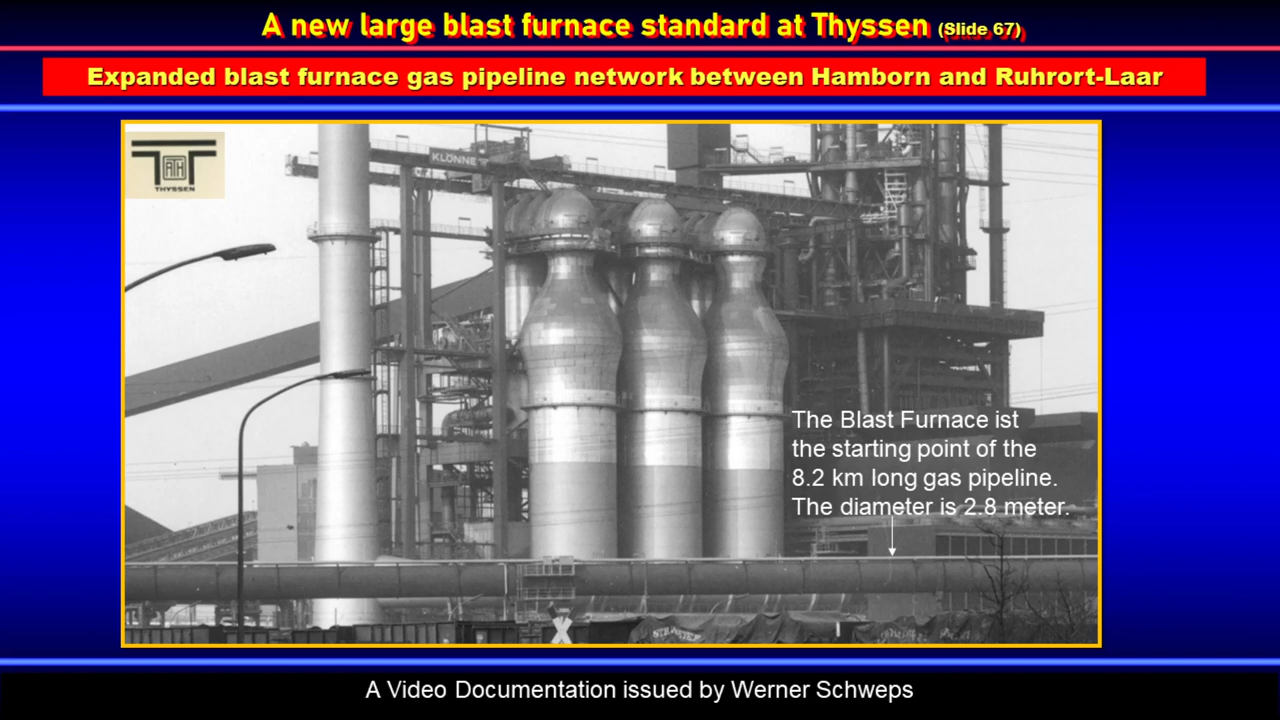 A new large blast furnace standard at Thyssen (Slide 67)
Expanded blast furnace gas pipeline network between Hamborn and Ruhrort-Laar
ATH
THYSSEN
KLÖNNE
The Blast Furnace ist
the starting point of the
8.2 km long gas pipeline.
The diameter is 2.8 meter.
A Video Documentation issued by Werner Schweps